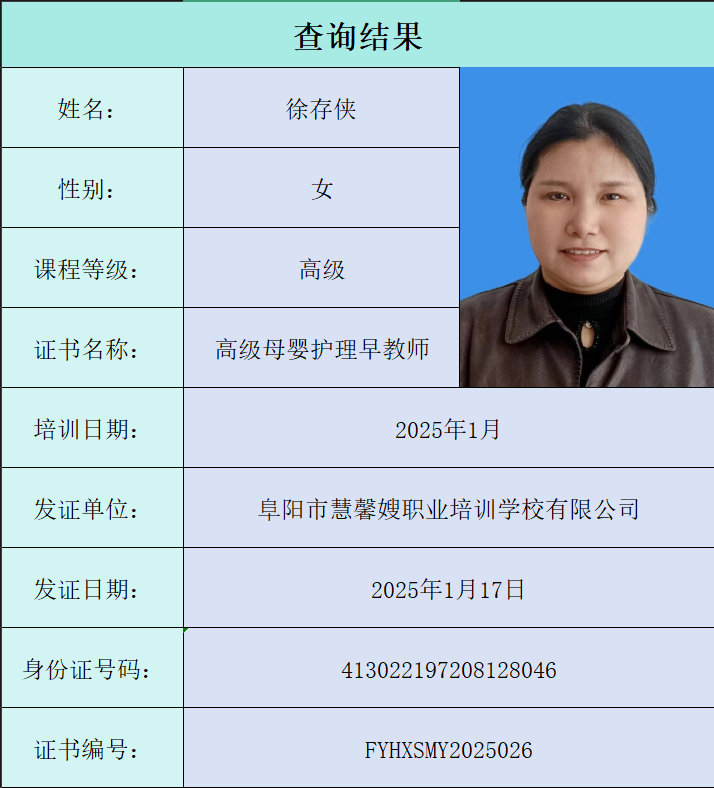 查询结果
姓名： 徐存侠
性别： 女
课程等级： 高级
证书名称： 高级母婴护理早教师
培训日期： 2025年1月
发证单位： 阜阳市慧馨嫂职业培训学校有限公司
发证日期： 2025年1月17日
身份证号码： 413022197208128046
证书编号： FYHXSMY2025026